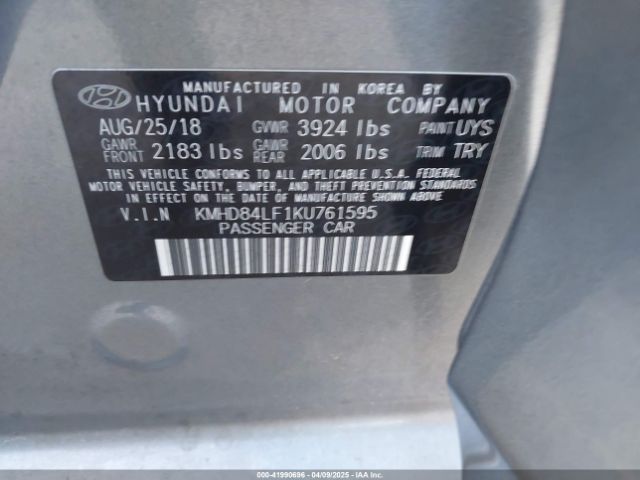 MANUFACTURED IN KOREA BY
HYUNDAI MOTOR COMPANY
AUG/25/18 GVWR 3924 lbs PAINT UYS
GAWR FRONT 2183 lbs GAWR REAR 2006 lbs TRIM TRY
THIS VEHICLE CONFORMS TO ALL APPLICABLE U.S.A. FEDERAL
MOTOR VEHICLE SAFETY, BUMPER, AND THEFT PREVENTION STANDARDS
IN EFFECT ON THE DATE OF MANUFACTURE SHOWN ABOVE
V.I.N KMHD84LF1KU761595
PASSENGER CAR
000-41990696 04/09/2025 IAAI.COM